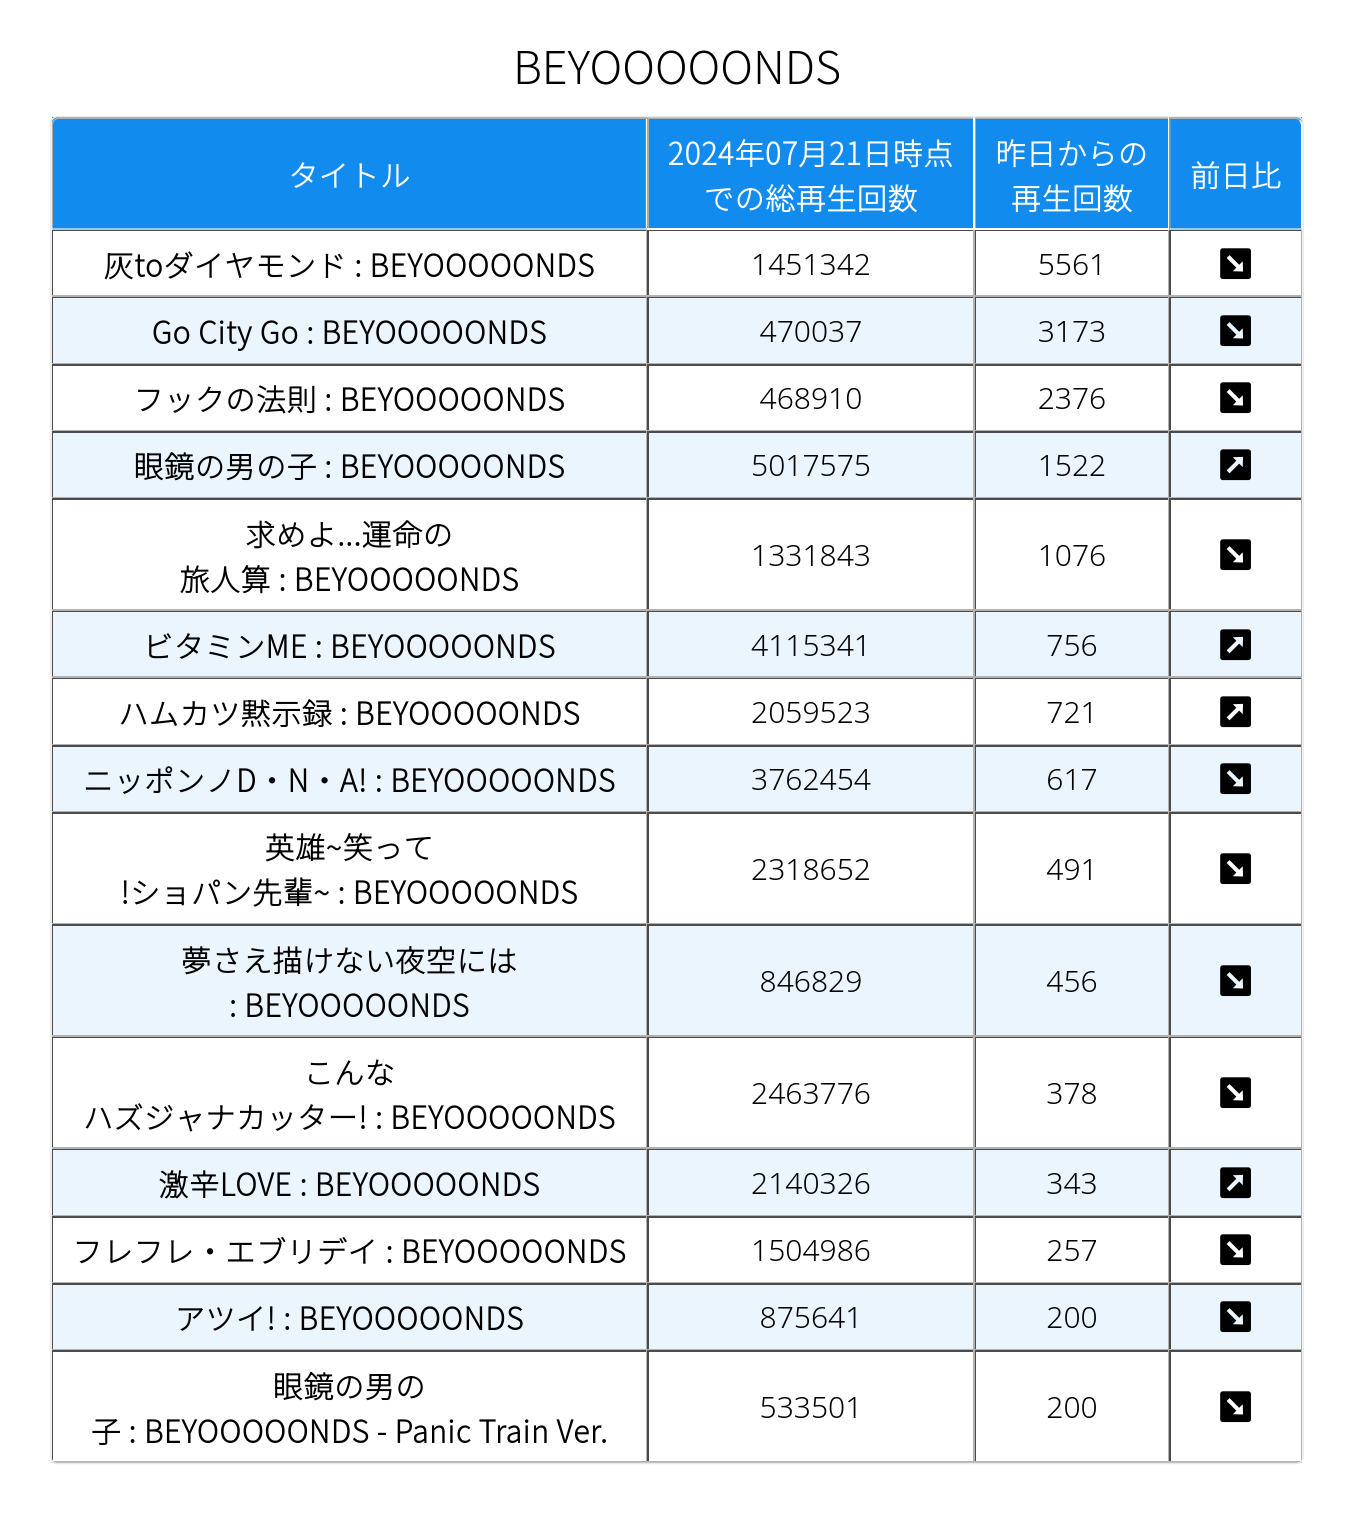 BEYOOOOONDS
タイトル
2024年07月21日時点
での総再生回数
昨日からの
再生回数
前日比
灰toダイヤモンド : BEYOOOOONDS 1451342 5561
Go City Go : BEYOOOOONDS 470037 3173
フックの法則 : BEYOOOOONDS 468910 2376
眼鏡の男の子 : BEYOOOOONDS 5017575 1522
求めよ...運命の
旅人算 : BEYOOOOONDS 1331843 1076
ビタミンME : BEYOOOOONDS 4115341 756
ハムカツ黙示録 : BEYOOOOONDS 2059523 721
ニッポンノD・N・A! : BEYOOOOONDS 3762454 617
英雄~笑って
!ショパン先輩~ : BEYOOOOONDS 2318652 491
夢さえ描けない夜空には
: BEYOOOOONDS 846829 456
こんな
ハズジャナカッター! : BEYOOOOONDS 2463776 378
激辛LOVE : BEYOOOOONDS 2140326 343
フレフレ・エブリデイ : BEYOOOOONDS 1504986 257
アツイ! : BEYOOOOONDS 875641 200
眼鏡の男の
子 : BEYOOOOONDS - Panic Train Ver. 533501 200